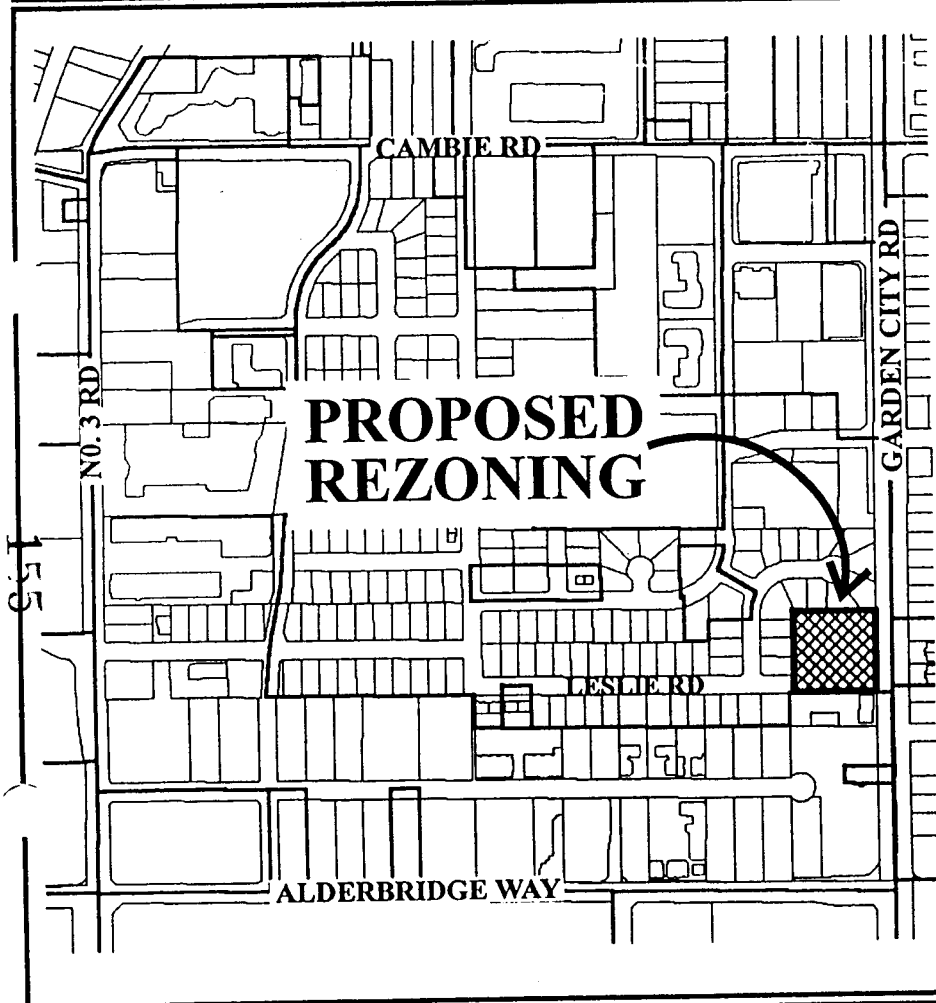 CAMBIE RD
GARDEN CITY RD
NO. 3 RD
PROPOSED
REZONING
155
LESLIE RD
ALDERBRIDGE WAY